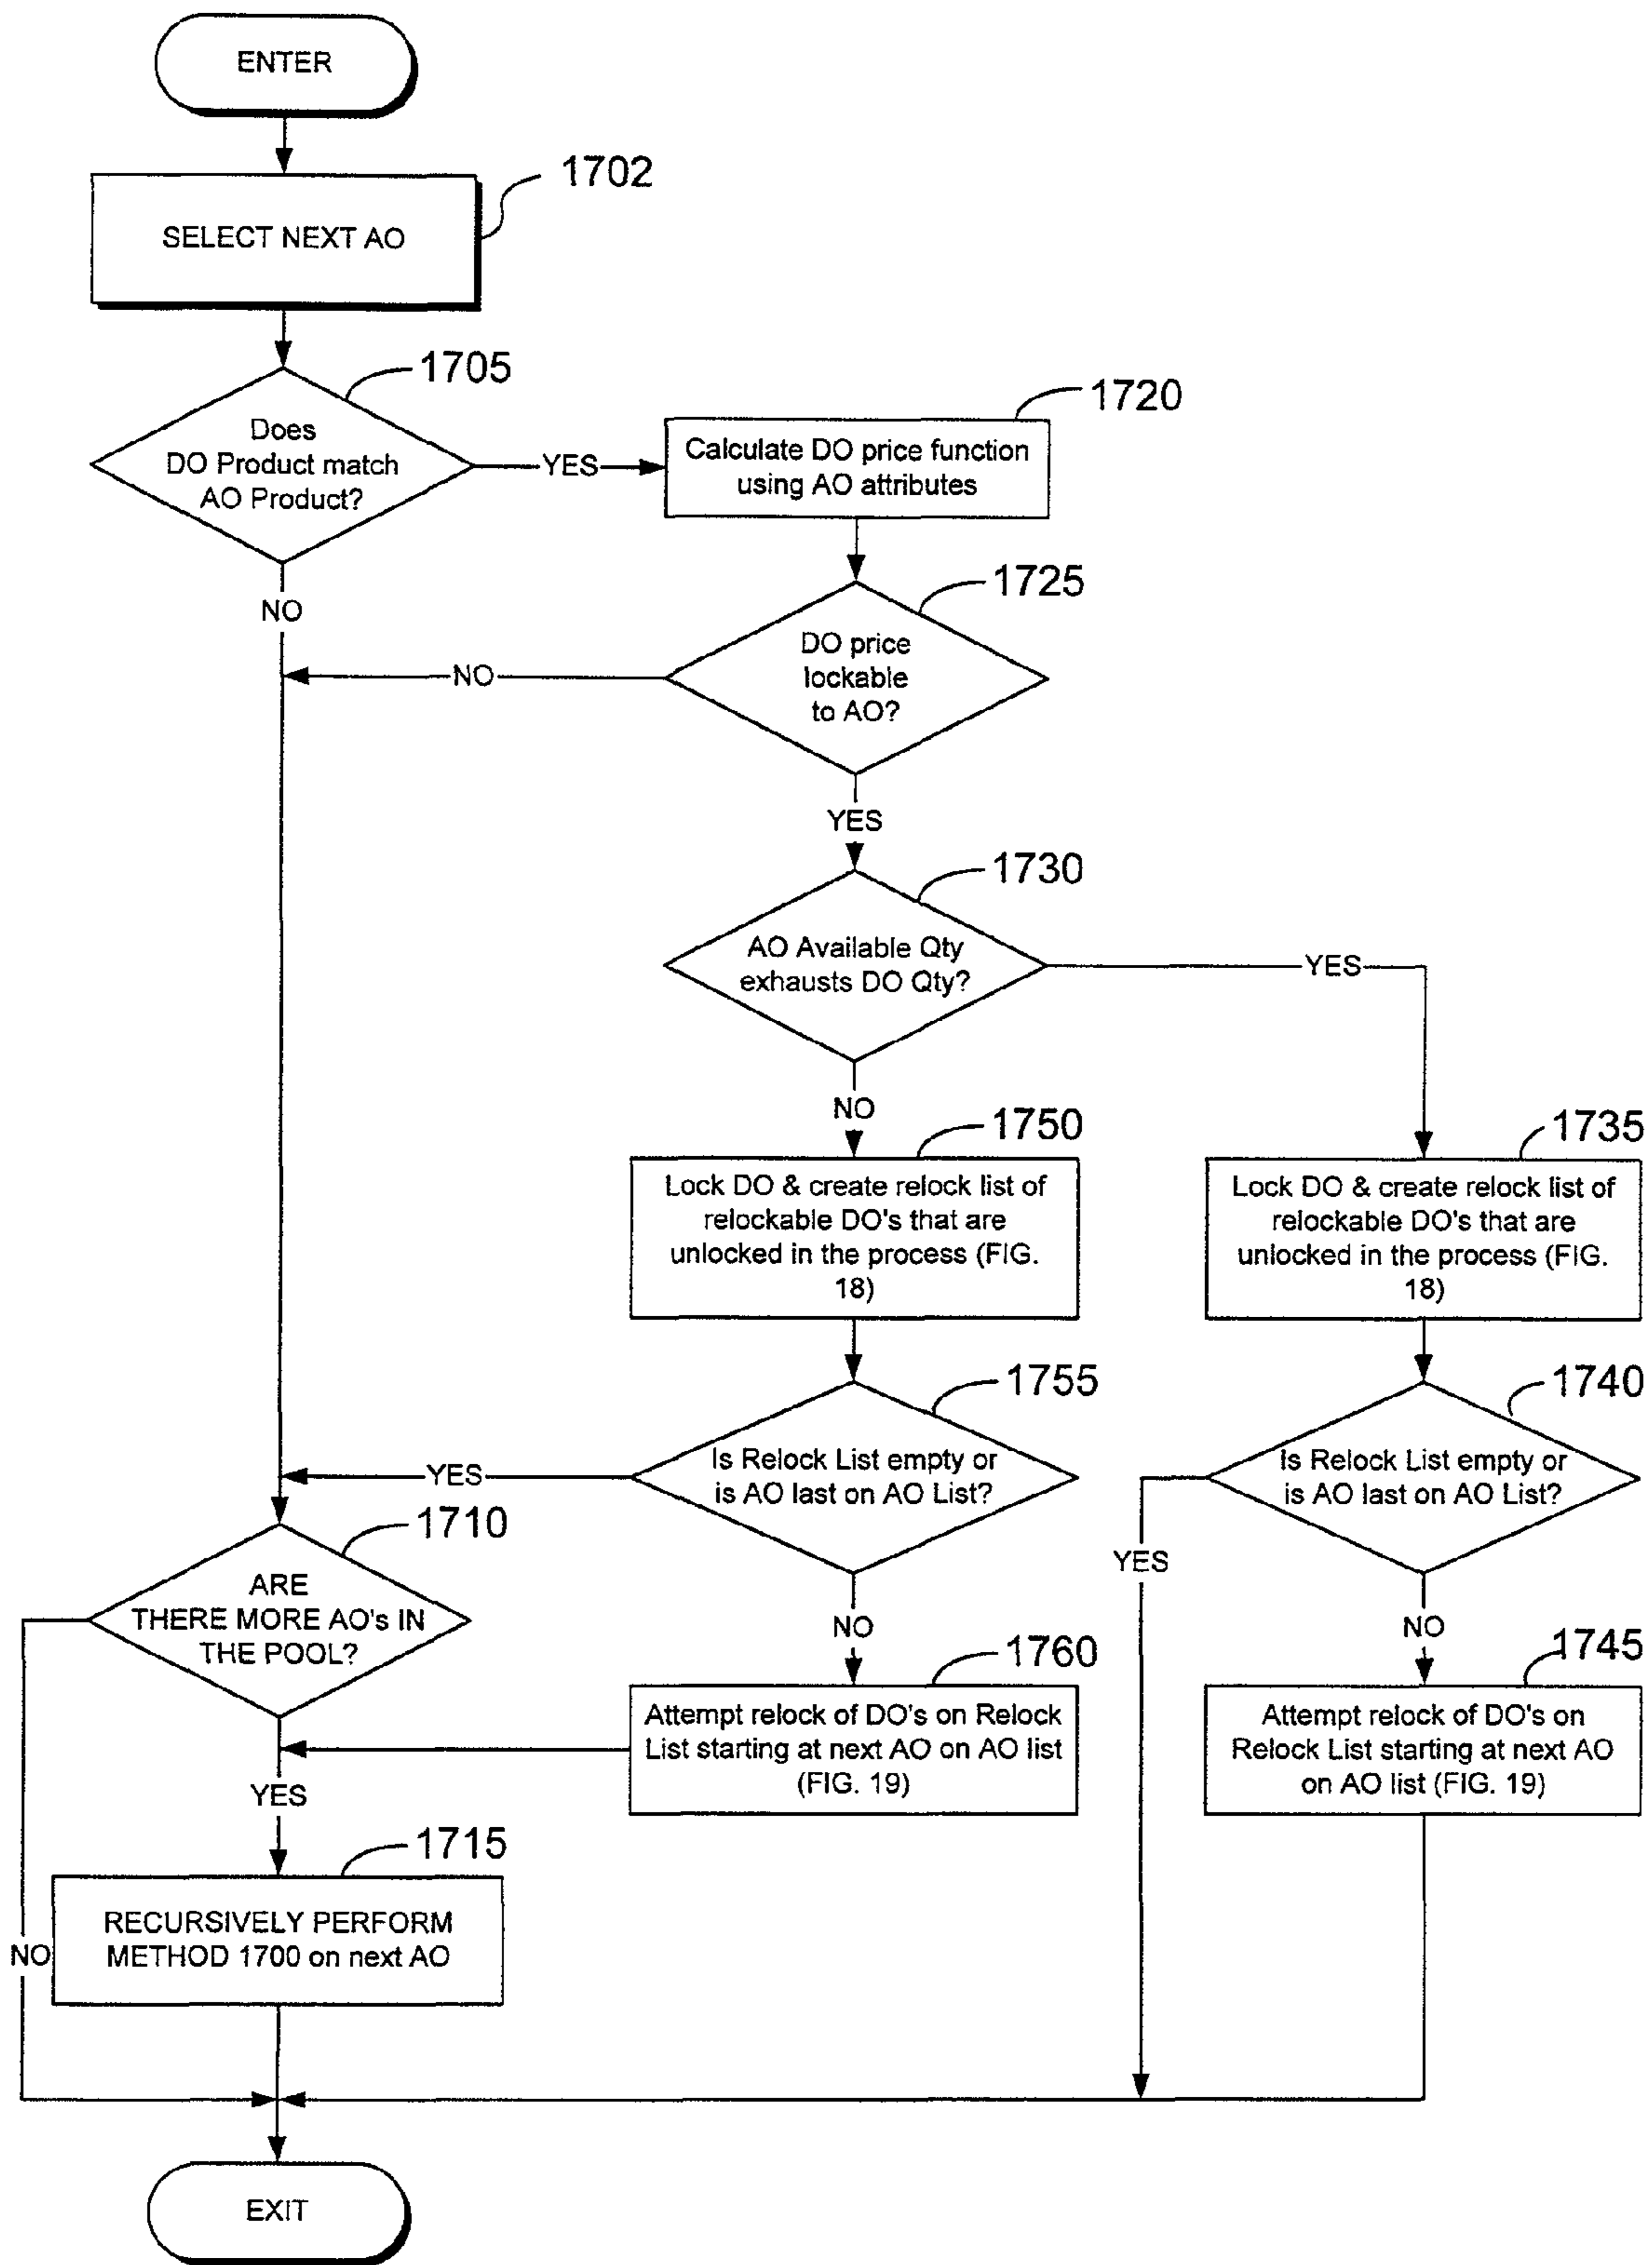 ENTER
1702
SELECT NEXT AO
1705
Does
DO Product match
AO Product?
YES
1720
Calculate DO price function
using AO attributes
NO
1725
DO price
lockable
to AO?
NO
YES
1730
AO Available Qty
exhausts DO Qty?
YES
NO
1750
Lock DO & create relock list of
relockable DO's that are
unlocked in the process (FIG.
18)
1735
Lock DO & create relock list of
relockable DO's that are
unlocked in the process (FIG.
18)
1755
Is Relock List empty or
is AO last on AO List?
YES
1740
Is Relock List empty or
is AO last on AO List?
YES
1710
ARE
THERE MORE AO's IN
THE POOL?
NO
NO
1760
Attempt relock of DO's on Relock
List starting at next AO on AO list
(FIG. 19)
1745
Attempt relock of DO's on
Relock List starting at next AO
on AO list (FIG. 19)
YES
1715
RECURSIVELY PERFORM
METHOD 1700 on next AO
NO
EXIT